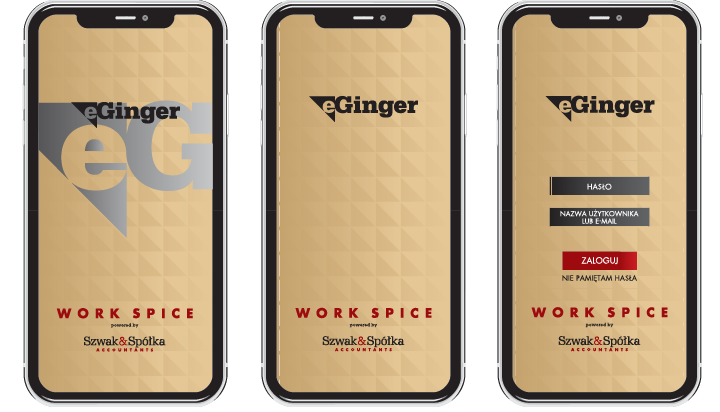 eG
eGinger
WORK SPICE
powered by
Szwak&Spółka
ACCOUNTANTS
eGinger
WORK SPICE
powered by
Szwak&Spółka
ACCOUNTANTS
eGinger
HASŁO
NAZWA UŻYTKOWNIKA
LUB E-MAIL
ZALOGUJ
NIE PAMIĘTAM HASŁA
WORK SPICE
powered by
Szwak&Spółka
ACCOUNTANTS